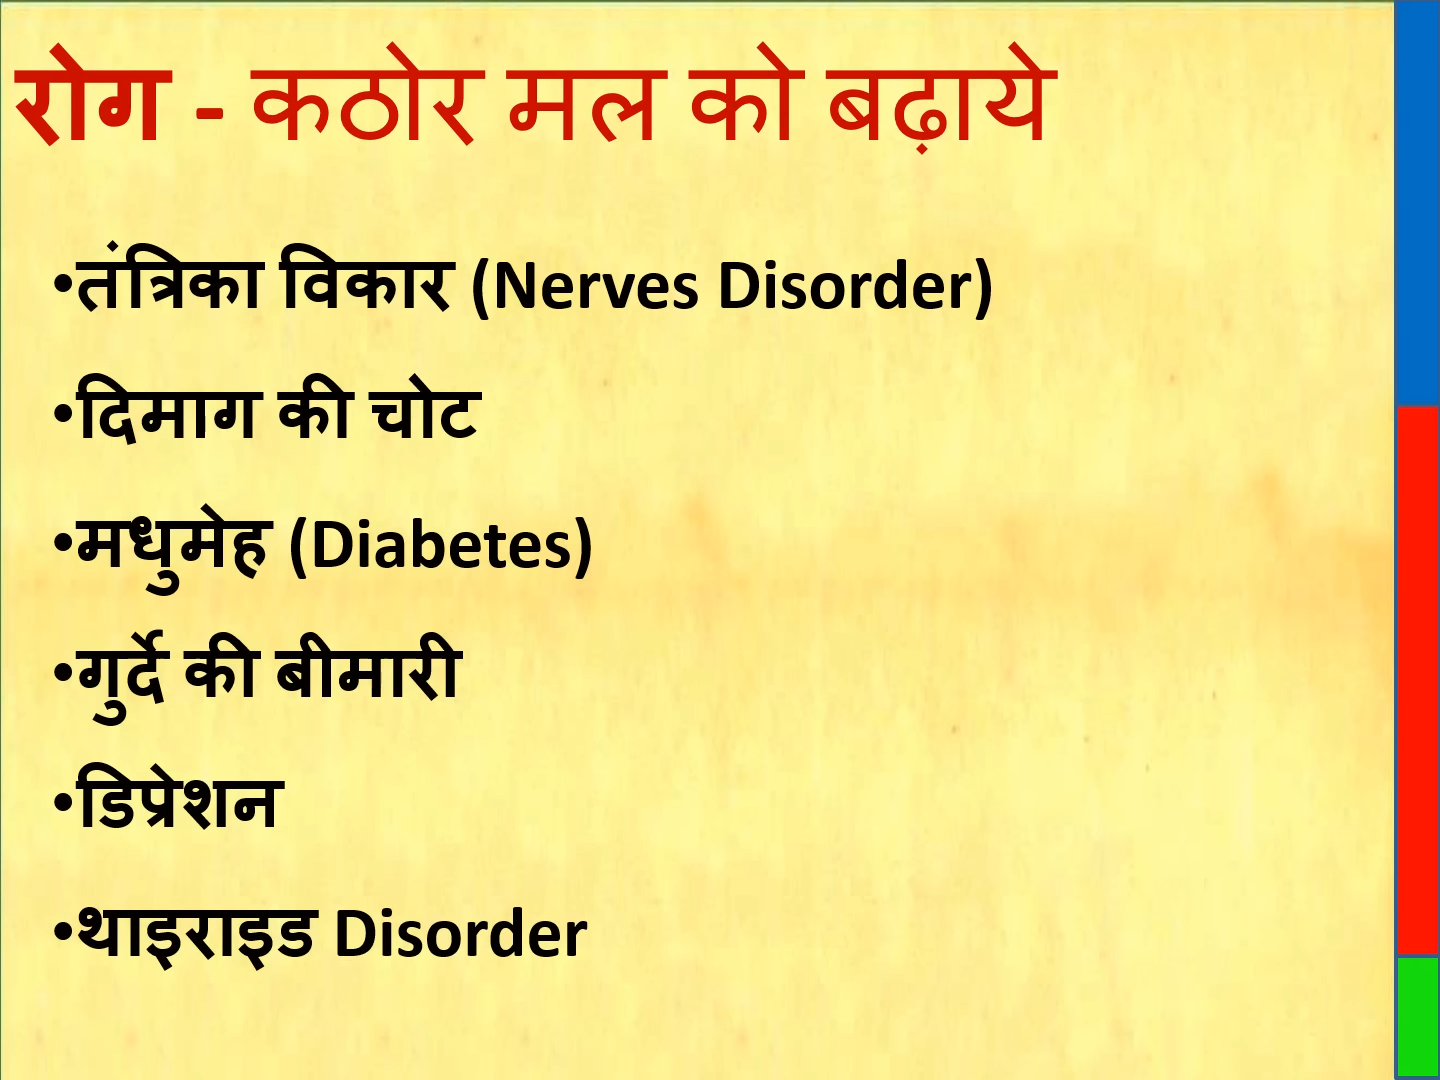 रोग - कठोर मल को बढ़ाये
•तंत्रिका विकार (Nerves Disorder)
•दिमाग की चोट
•मधुमेह (Diabetes)
•गुर्दे की बीमारी
•डिप्रेशन
•थाइराइड Disorder